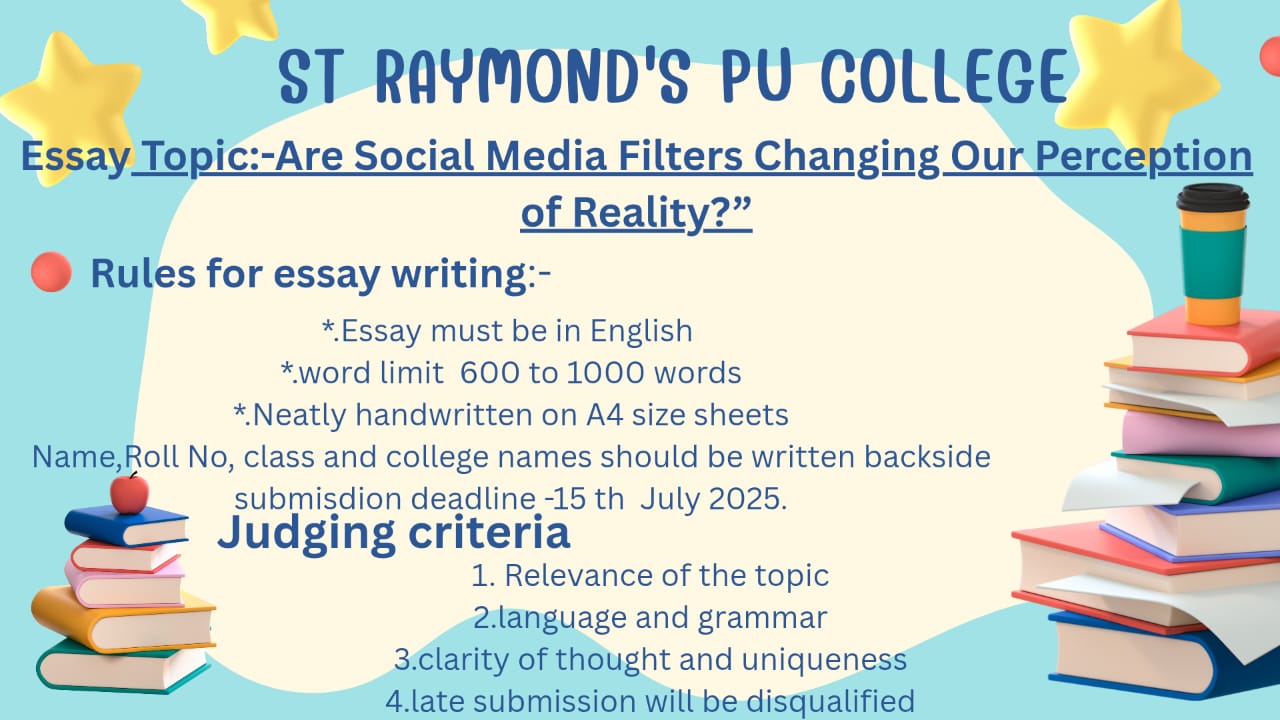 ST RAYMOND'S PU COLLEGE
Essay Topic:-Are Social Media Filters Changing Our Perception
of Reality?”
Rules for essay writing:-
*.Essay must be in English
*.word limit 600 to 1000 words
*.Neatly handwritten on A4 size sheets
Name,Roll No, class and college names should be written backside
submisdion deadline -15 th July 2025.
Judging criteria
1. Relevance of the topic
2.language and grammar
3.clarity of thought and uniqueness
4.late submission will be disqualified